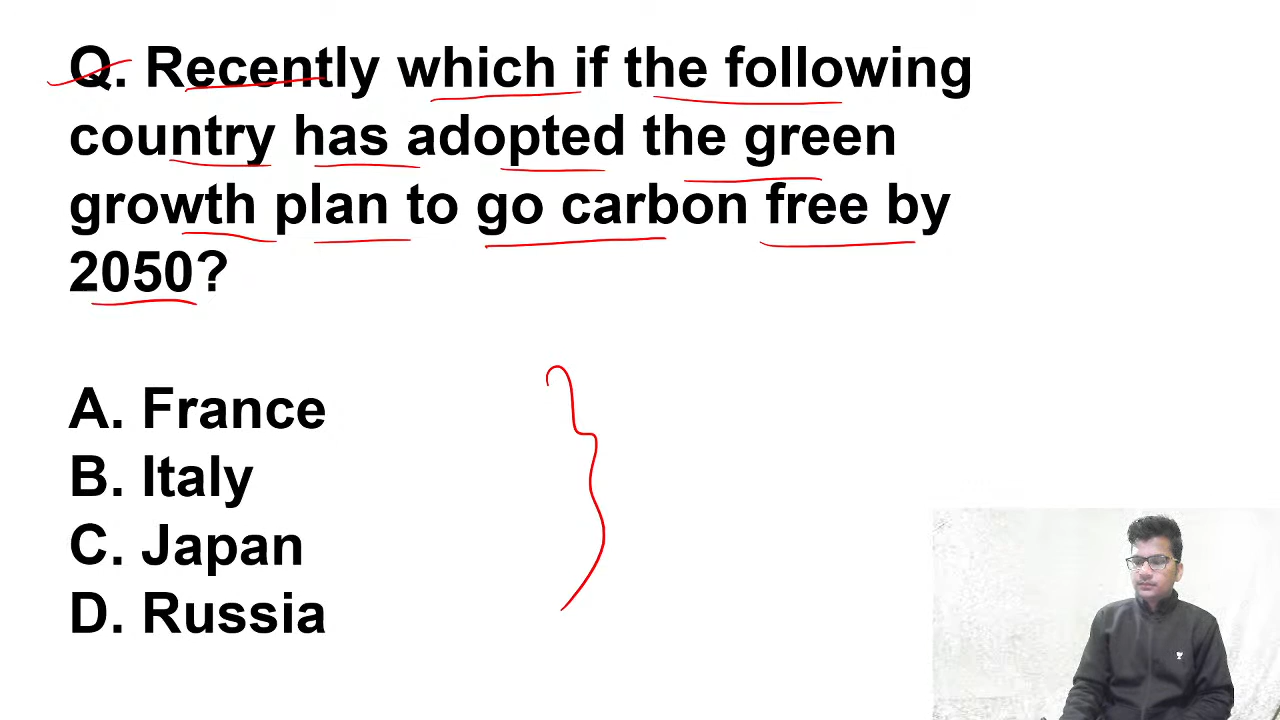 Q. Recently which if the following
country has adopted the green
growth plan to go carbon free by
2050?
A. France
B. Italy
C. Japan
D. Russia